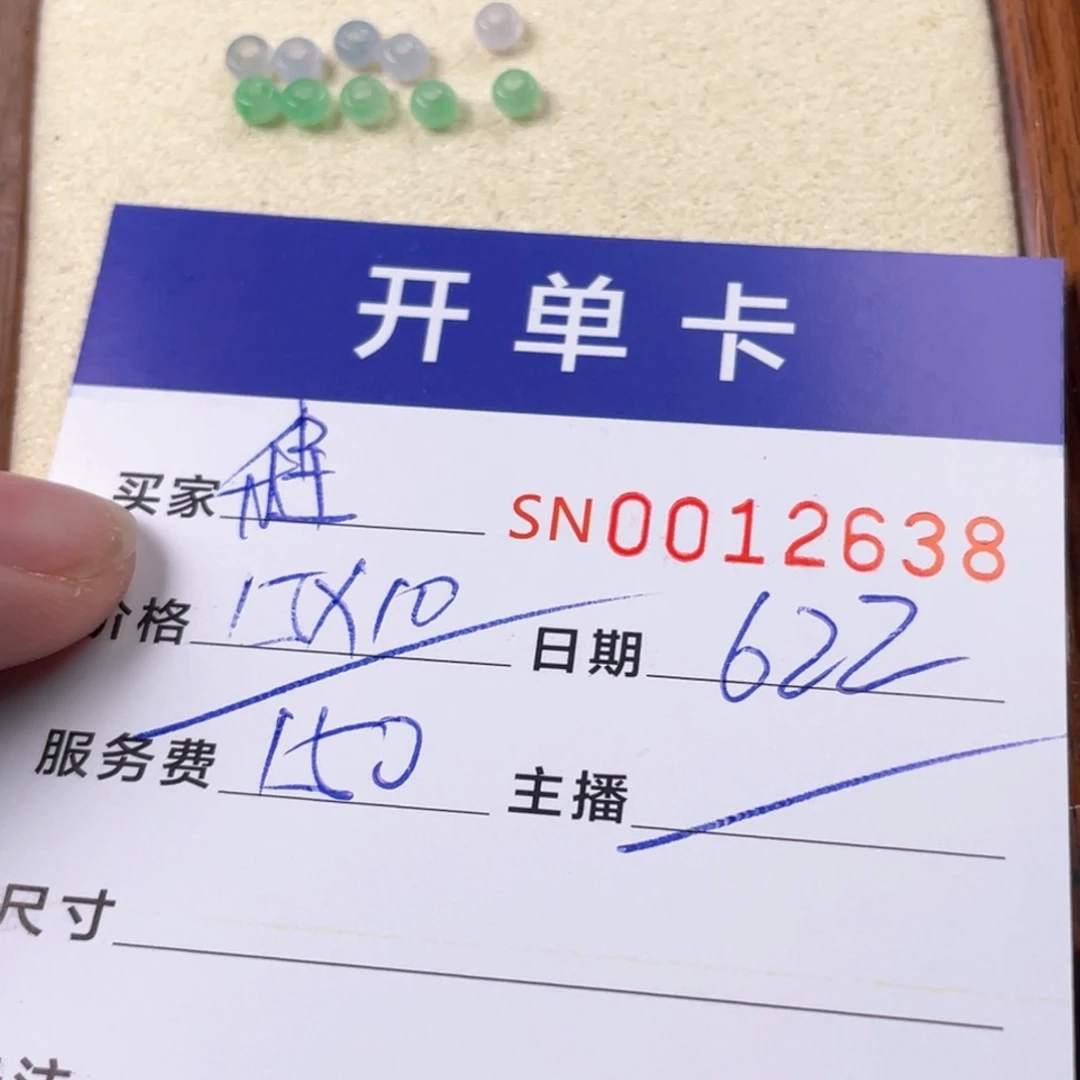 开单卡
买家 SN0012638
价格 15X10 日期 622
服务费 150 主播
尺寸